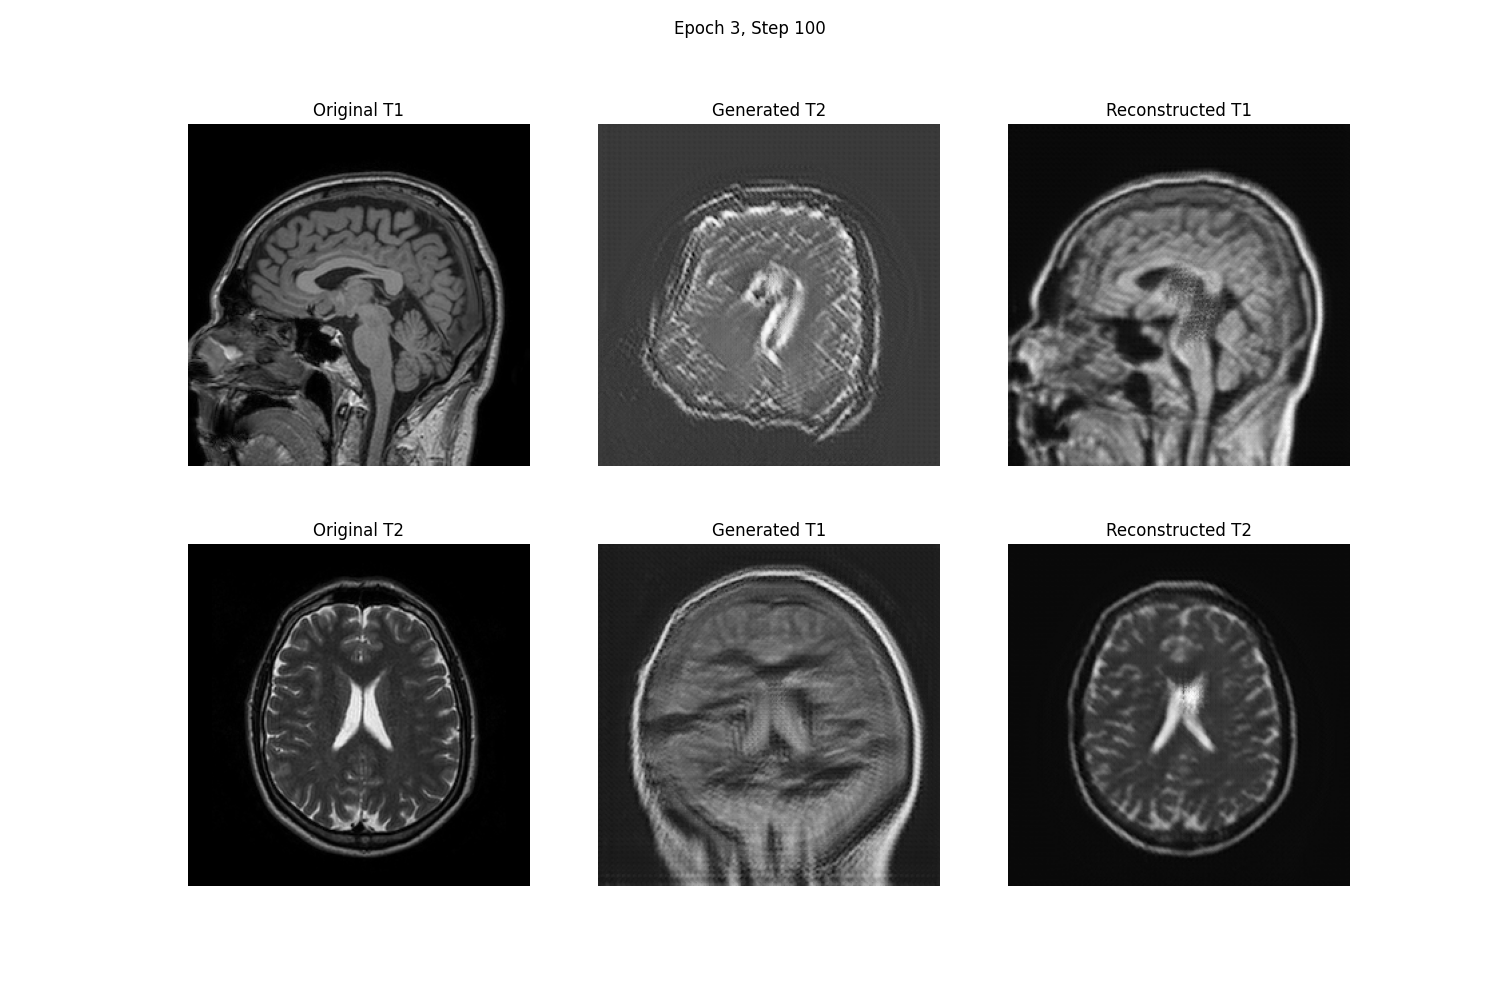 Epoch 3, Step 100
Original T1
Generated T2
Reconstructed T1
Original T2
Generated T1
Reconstructed T2